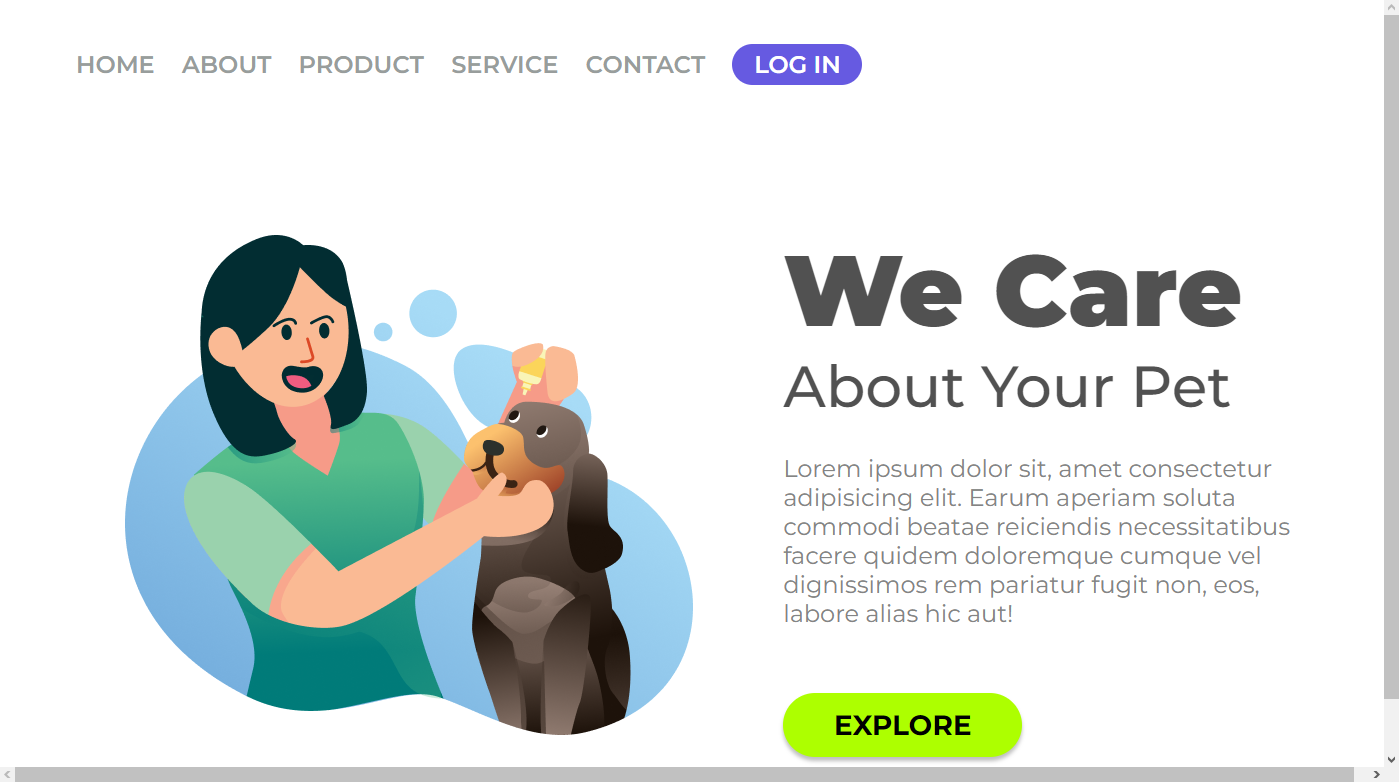 HOME ABOUT PRODUCT SERVICE CONTACT LOG IN
We Care
About Your Pet
Lorem ipsum dolor sit, amet consectetur
adipisicing elit. Earum aperiam soluta
commodi beatae reiciendis necessitatibus
facere quidem doloremque cumque vel
dignissimos rem pariatur fugit non, eos,
labore alias hic aut!
EXPLORE